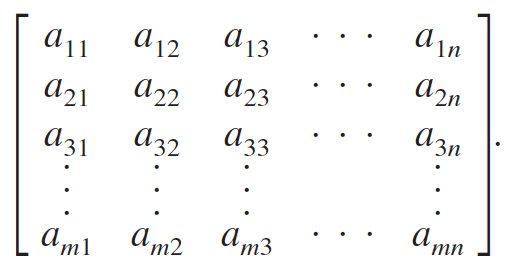 [ a₁₁ a₁₂ a₁₃ · · · a₁ₙ
a₂₁ a₂₂ a₂₃ · · · a₂ₙ
a₃₁ a₃₂ a₃₃ · · · a₃ₙ
⋮ ⋮ ⋮ ⋮
aₘ₁ aₘ₂ aₘ₃ · · · aₘₙ ].